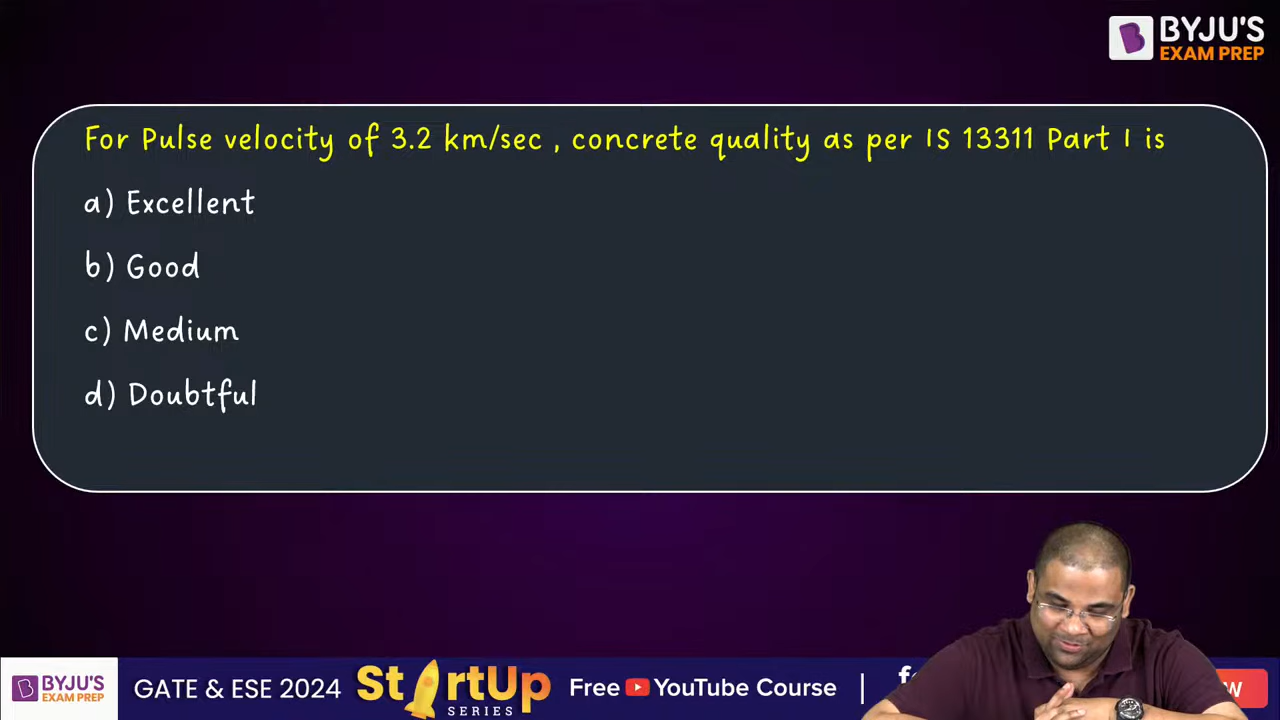 BYJU'S
EXAM PREP
For Pulse velocity of 3.2 km/sec , concrete quality as per IS 13311 Part I is
a) Excellent
b) Good
c) Medium
d) Doubtful
BYJU'S
EXAM PREP
GATE & ESE 2024
StartUp
SERIES
Free YouTube Course